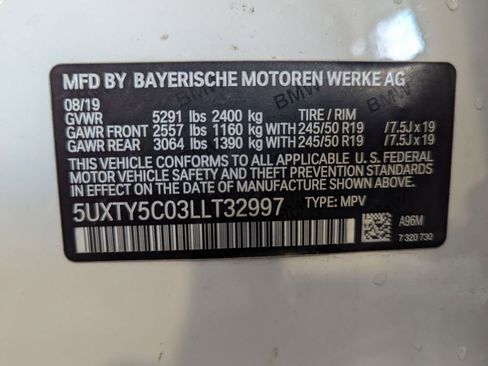 MFD BY BAYERISCHE MOTOREN WERKE AG
08/19
GVWR 5291 lbs 2400 kg TIRE / RIM
GAWR FRONT 2557 lbs 1160 kg WITH 245/50 R19 /7.5J x 19
GAWR REAR 3064 lbs 1390 kg WITH 245/50 R19 /7.5J x 19
THIS VEHICLE CONFORMS TO ALL APPLICABLE U. S. FEDERAL
MOTOR VEHICLE SAFETY AND THEFT PREVENTION STANDARDS
IN EFFECT ON THE DATE OF MANUFACTURE SHOWN ABOVE.
5UXTY5C03LLT32997 TYPE: MPV
A96M
7 320 730